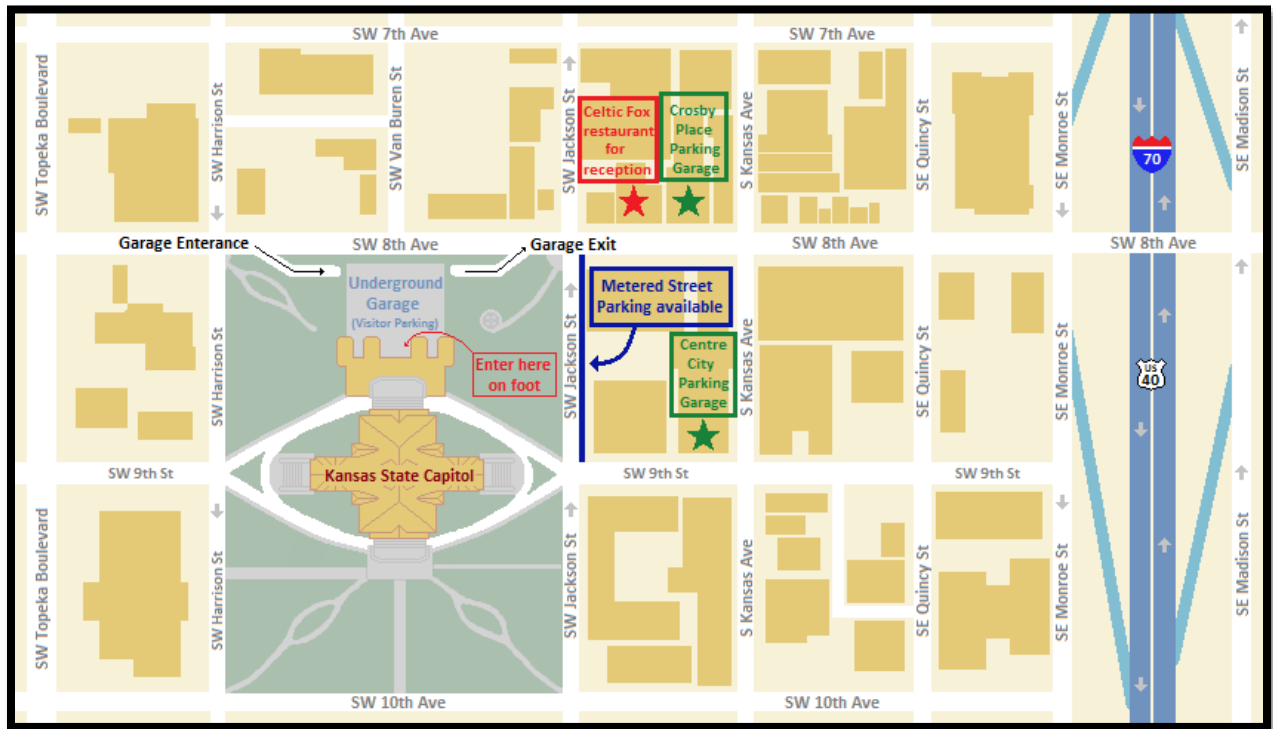 SW 7th Ave
SW 7th Ave
SW Topeka Boulevard
SW Harrison St
SW Van Buren St
SW Jackson St
Celtic Fox
restaurant
for
reception
Crosby
Place
Parking
Garage
S Kansas Ave
SE Quincy St
SE Monroe St
70
SE Madison St
Garage Enterance
SW 8th Ave
Garage Exit
SW 8th Ave
SW 8th Ave
Underground
Garage
(Visitor Parking)
Metered Street
Parking available
Enter here
on foot
Centre
City
Parking
Garage
SW Harrison St
SW Jackson St
S Kansas Ave
SE Quincy St
SE Monroe St
US
40
SE Madison St
SW 9th St
Kansas State Capitol
SW 9th St
SW 9th St
SW Topeka Boulevard
SW Harrison St
SW Jackson St
S Kansas Ave
SE Quincy St
SE Monroe St
SE Madison St
SW 10th Ave
SW 10th Ave